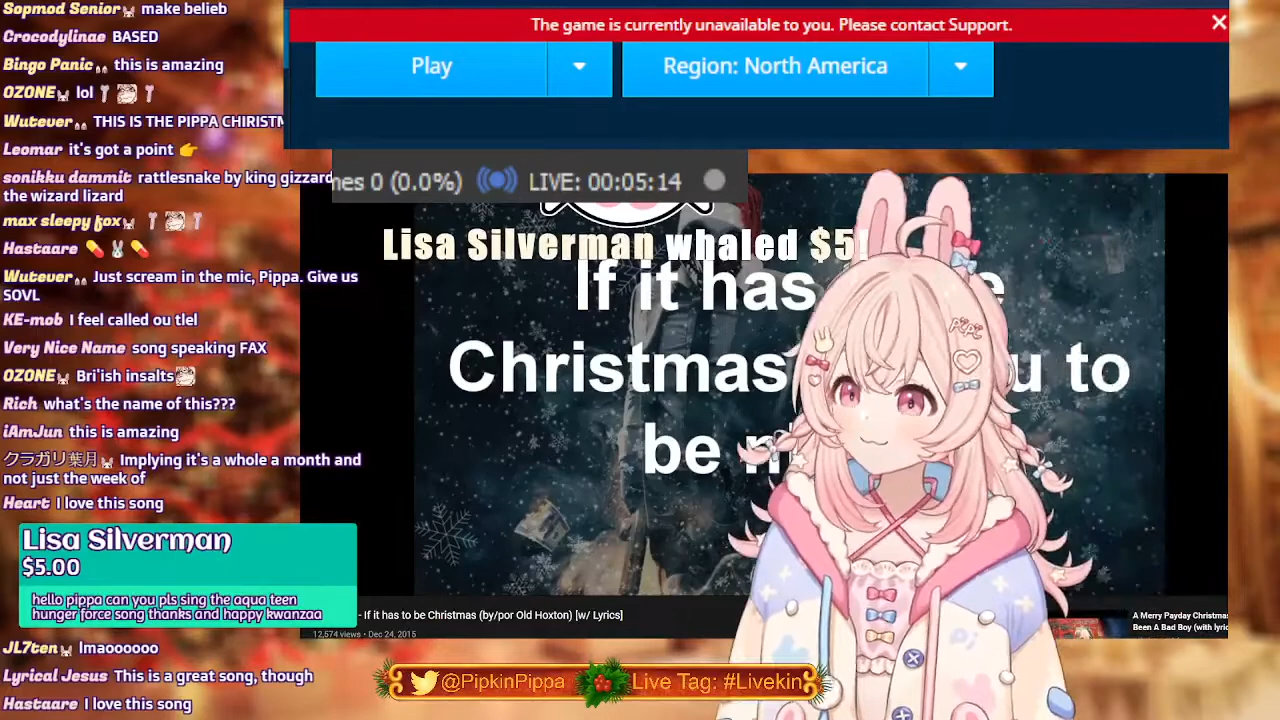 Sopmod Senior make belieb
Crocodylinae BASED
Bingo Panic this is amazing
OZONE lol
Wutever THIS IS THE PIPPA CHIRISTM
Leomar it's got a point 👉
sonikku dammit rattlesnake by king gizzard
the wizard lizard
max sleepy fox
Hastaare 💊🐰💊
Wutever Just scream in the mic, Pippa. Give us
SOVL
KE-mob I feel called ou tlel
Very Nice Name song speaking FAX
OZONE Bri'ish insalts
Rich what's the name of this???
iAmJun this is amazing
クラガリ葉月 Implying it's a whole a month and
not just the week of
Heart I love this song
Lisa Silverman
$5.00
hello pippa can you pls sing the aqua teen
hunger force song thanks and happy kwanzaa
JL7ten lmaoooooo
Lyrical Jesus This is a great song, though
Hastaare I love this song
The game is currently unavailable to you. Please contact Support.
Play
Region: North America
nes 0 (0.0%) LIVE: 00:05:14
Lisa Silverman whaled $5!
If it has
Christmas u to
be
- If it has to be Christmas (by/por Old Hoxton) [w/ Lyrics]
12,574 views • Dec 24, 2015
A Merry Payday Christmas
Been A Bad Boy (with lyric
Pipi
Pj
@PipkinPippa Live Tag: #Livekin